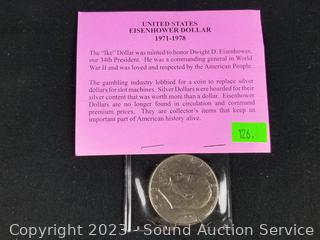 UNITED STATES
EISENHOWER DOLLAR
1971-1978
The "Ike" Dollar was minted to honor Dwight D. Eisenhower,
our 34th President. He was a commanding general in World
War II and was loved and respected by the American People.
The gambling industry lobbied for a coin to replace silver
dollars for slot machines. Silver Dollars were hoarded for their
silver content that was worth more than a dollar. Eisenhower
Dollars are no longer found in circulation and command
premium prices. They are collector's items that keep an
important part of American history alive.
126.
Copyright 2023 - Sound Auction Service